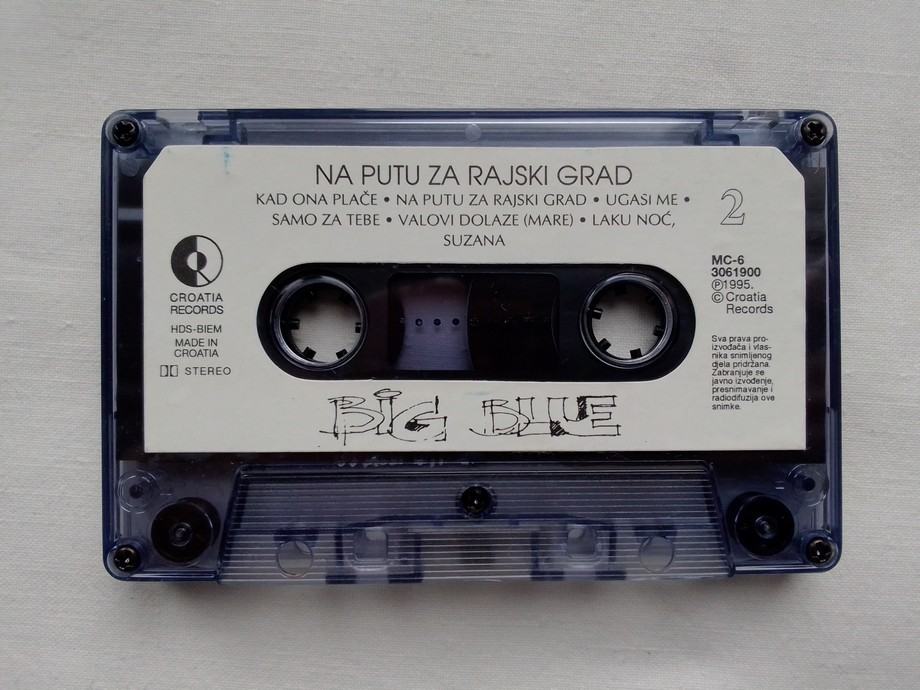 NA PUTU ZA RAJSKI GRAD
KAD ONA PLAČE • NA PUTU ZA RAJSKI GRAD • UGASI ME •
SAMO ZA TEBE • VALOVI DOLAZE (MARE) • LAKU NOĆ,
SUZANA
2
CROATIA
RECORDS
HDS-BIEM
MADE IN
CROATIA
STEREO
MC-6
3061900
Ⓟ1995.
© Croatia
Records
Sva prava pro-
izvođača i vlas-
nika snimljenog
djela pridržana.
Zabranjuje se
javno izvođenje,
presnimavanje i
radiodifuzija ove
snimke.
BIG BLUE